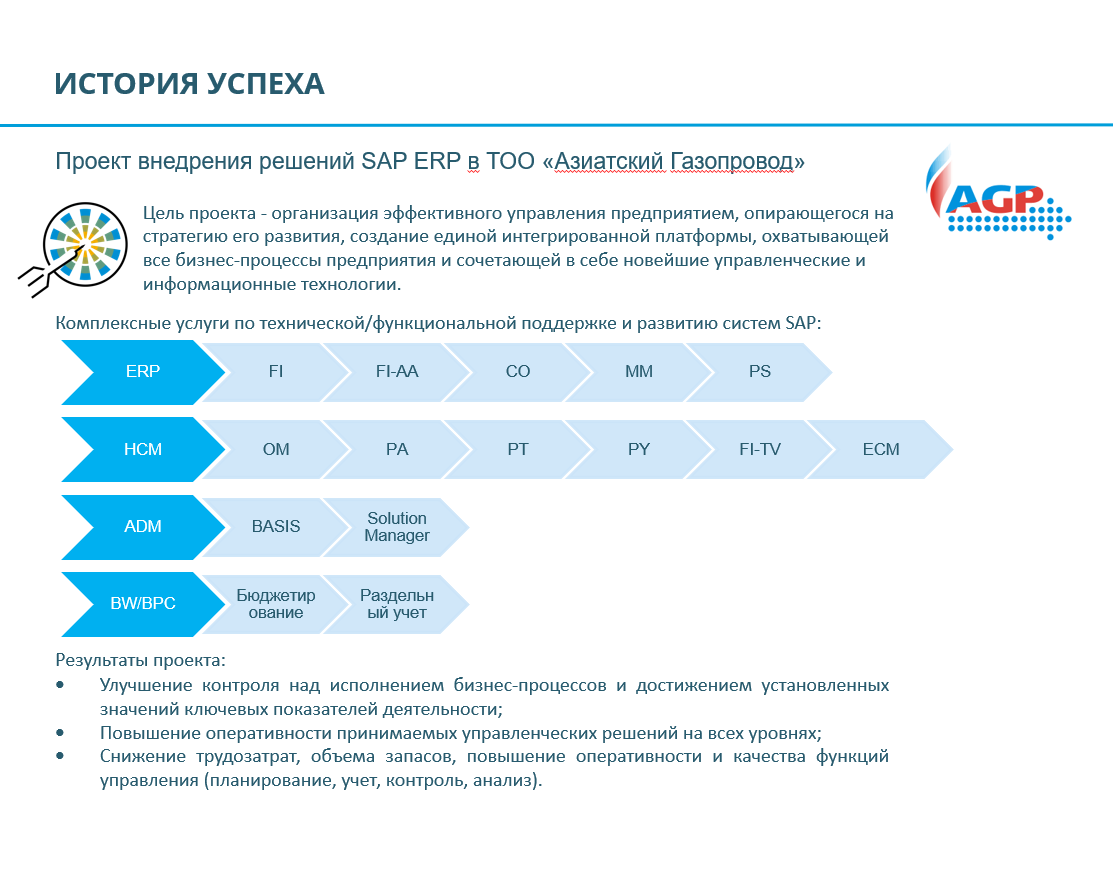 ИСТОРИЯ УСПЕХА
Проект внедрения решений SAP ERP в ТОО «Азиатский Газопровод»
AGP
Цель проекта - организация эффективного управления предприятием, опирающегося на
стратегию его развития, создание единой интегрированной платформы, охватывающей
все бизнес-процессы предприятия и сочетающей в себе новейшие управленческие и
информационные технологии.
Комплексные услуги по технической/функциональной поддержке и развитию систем SAP:
ERP FI FI-AA CO MM PS
HCM OM PA PT PY FI-TV ECM
ADM BASIS Solution
Manager
BW/BPC Бюджетир Раздельн
ование ый учет
Результаты проекта:
• Улучшение контроля над исполнением бизнес-процессов и достижением установленных
значений ключевых показателей деятельности;
• Повышение оперативности принимаемых управленческих решений на всех уровнях;
• Снижение трудозатрат, объема запасов, повышение оперативности и качества функций
управления (планирование, учет, контроль, анализ).